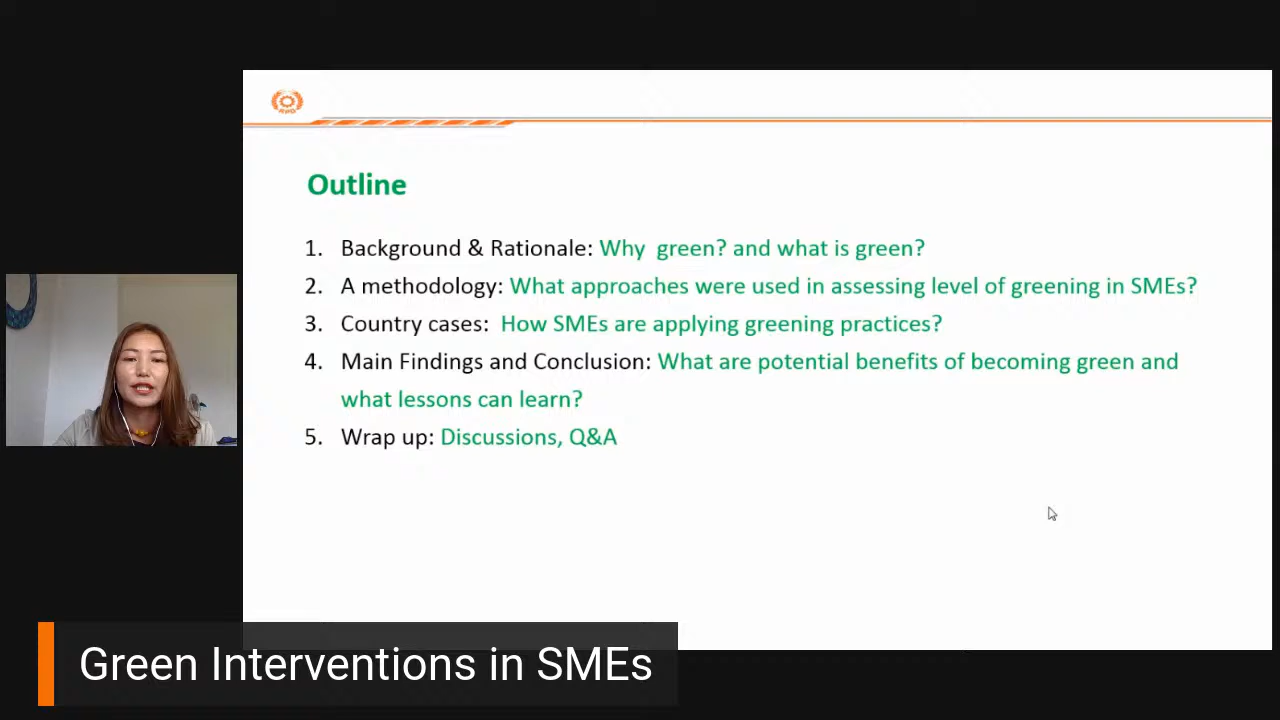 Outline
1. Background & Rationale: Why green? and what is green?
2. A methodology: What approaches were used in assessing level of greening in SMEs?
3. Country cases: How SMEs are applying greening practices?
4. Main Findings and Conclusion: What are potential benefits of becoming green and
what lessons can learn?
5. Wrap up: Discussions, Q&A
Green Interventions in SMEs